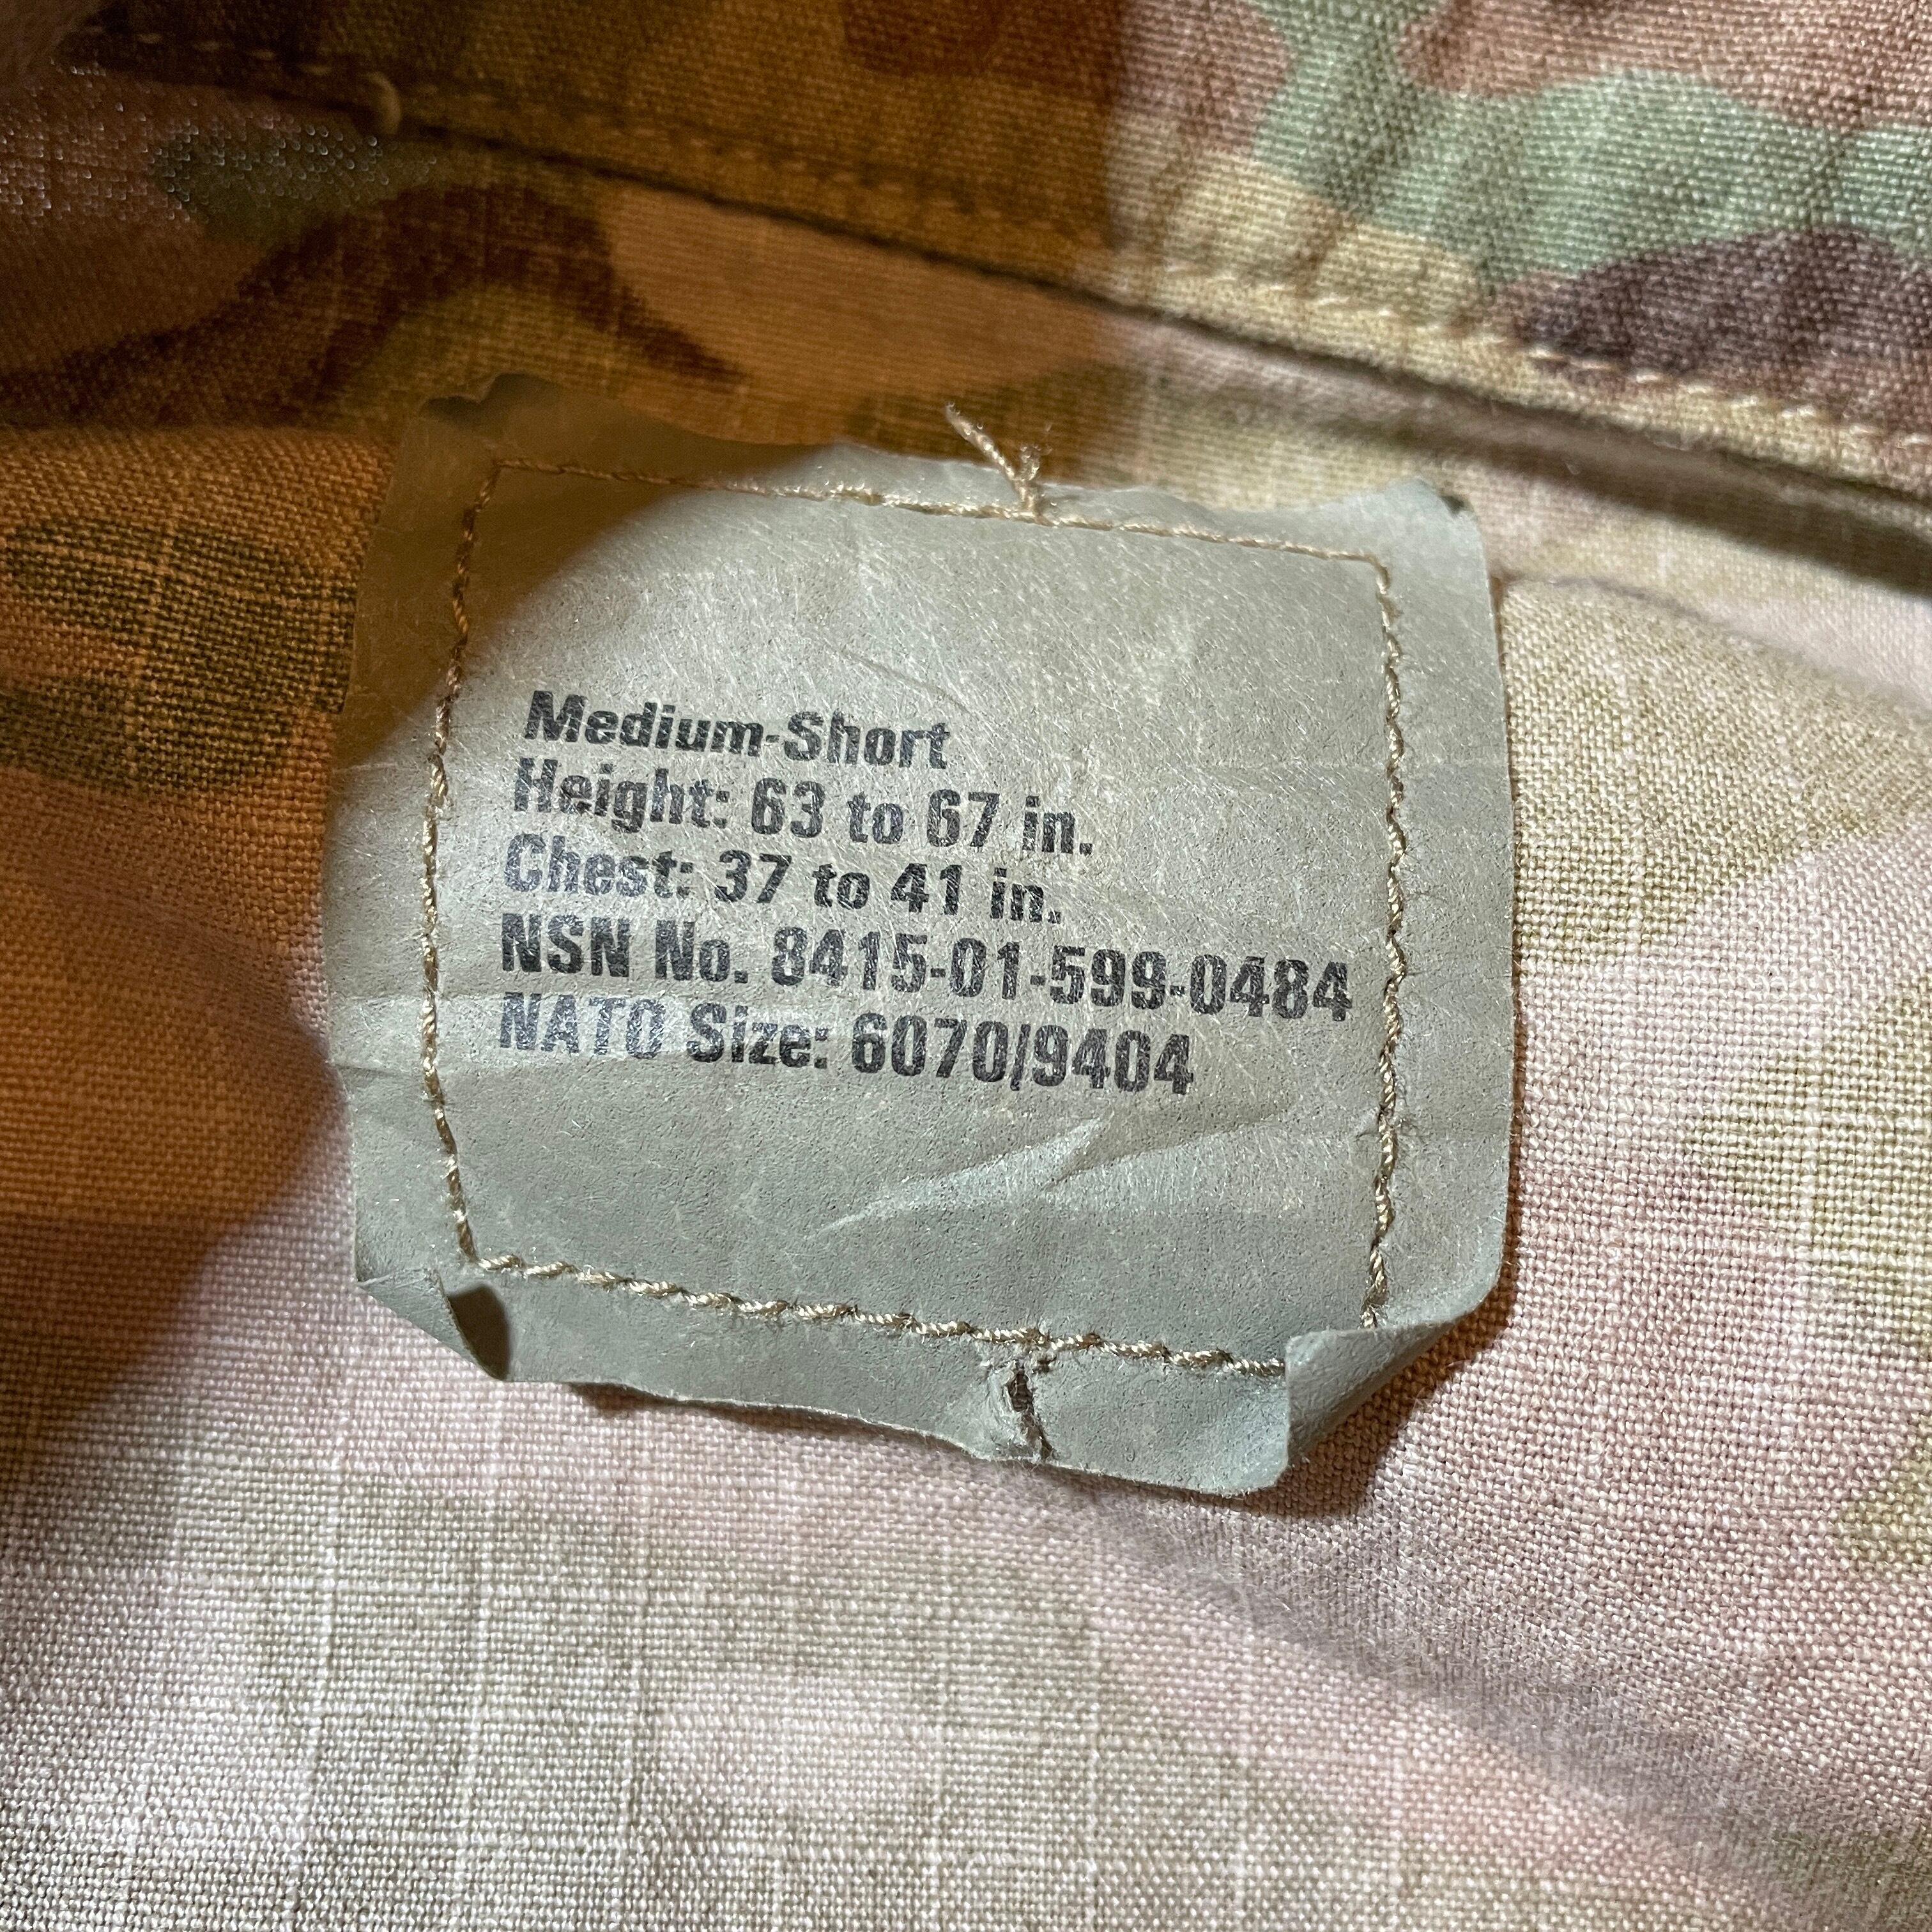 Medium-Short
Height: 63 to 67 in.
Chest: 37 to 41 in.
NSN No. 8415-01-599-0484
NATO Size: 6070/9404